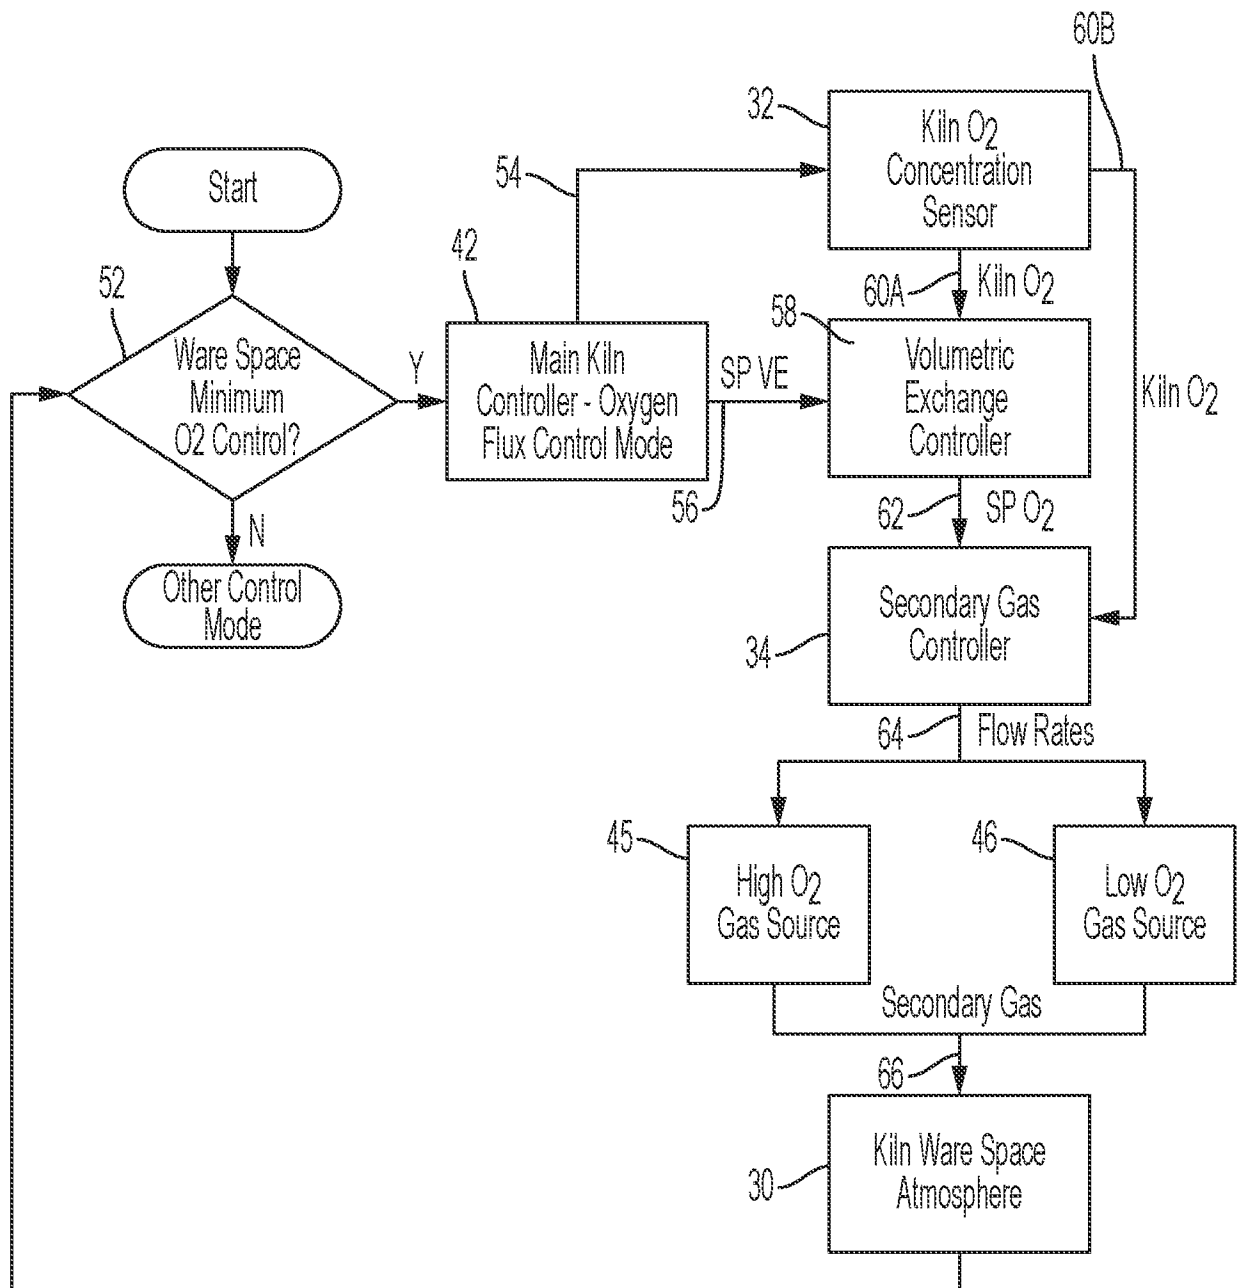 60B
32
Kiln O2
Concentration
Sensor
54
Start
42
52
60A
Kiln O2
58
Ware Space
Minimum
O2 Control?
Y
Main Kiln
Controller - Oxygen
Flux Control Mode
SP VE
Volumetric
Exchange
Controller
Kiln O2
56
62
SP O2
N
Other Control
Mode
Secondary Gas
Controller
34
64
Flow Rates
45
46
High O2
Gas Source
Low O2
Gas Source
Secondary Gas
66
Kiln Ware Space
Atmosphere
30